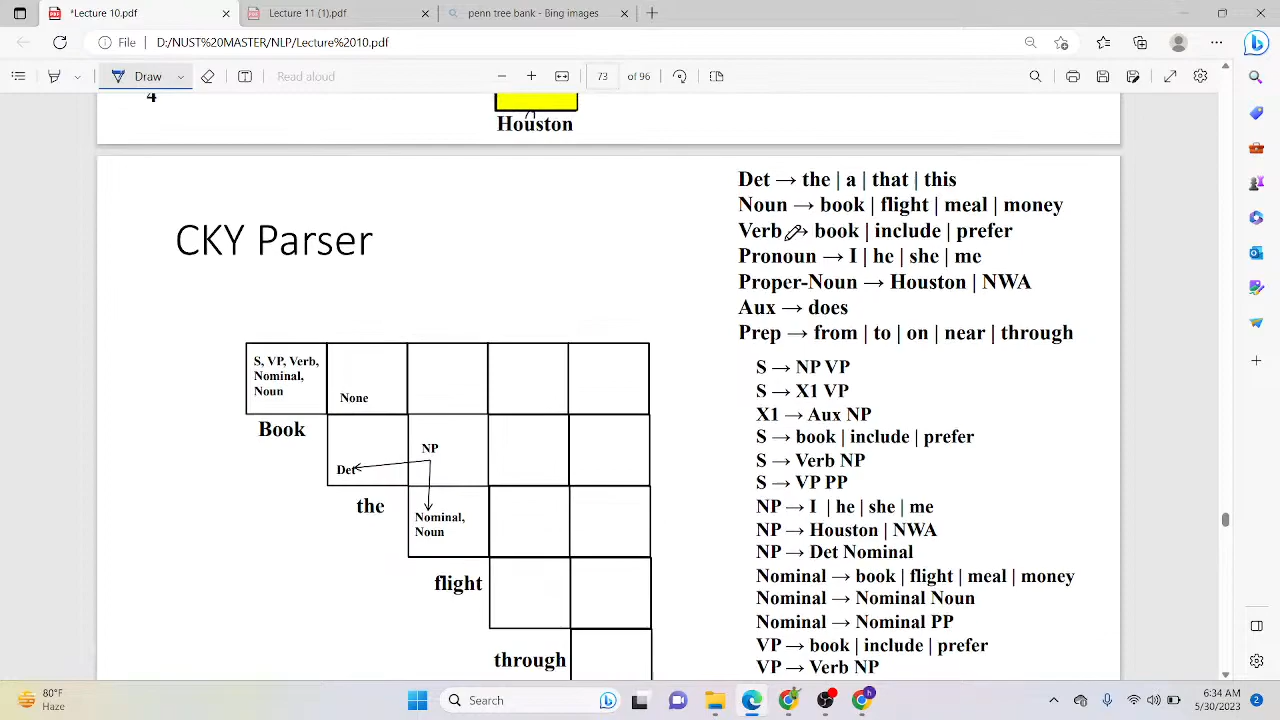 *Lecture 10.pdf
Lecture 11 (1).pdf
penn tree bank - Bing images
File
D:/NUST%20MASTER/NLP/Lecture%2010.pdf
Draw
Read aloud
73
of 96
4
Houston
CKY Parser
Det → the | a | that | this
Noun → book | flight | meal | money
Verb → book | include | prefer
Pronoun → I | he | she | me
Proper-Noun → Houston | NWA
Aux → does
Prep → from | to | on | near | through
S → NP VP
S → X1 VP
X1 → Aux NP
S → book | include | prefer
S → Verb NP
S → VP PP
NP → I | he | she | me
NP → Houston | NWA
NP → Det Nominal
Nominal → book | flight | meal | money
Nominal → Nominal Noun
Nominal → Nominal PP
VP → book | include | prefer
VP → Verb NP
S, VP, Verb,
Nominal,
Noun
None
Book
NP
Det
the
Nominal,
Noun
flight
through
80°F
Haze
Search
6:34 AM
5/30/2023
2